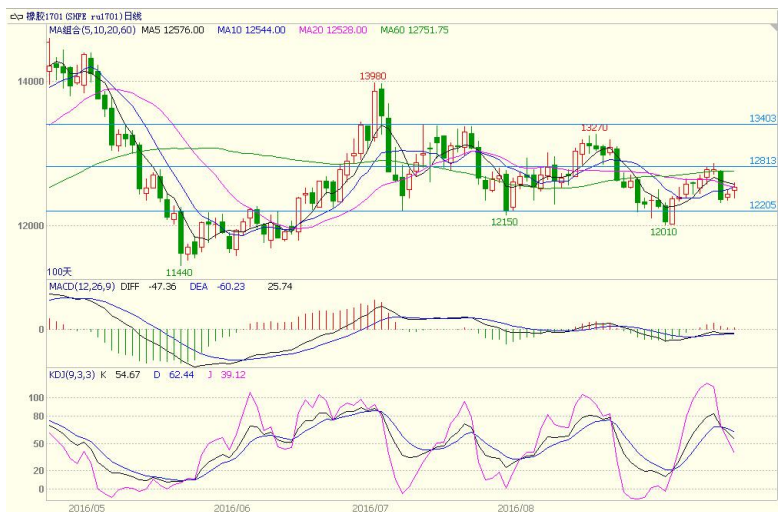 橡胶1701(SHFE ru1701)日线
MA组合(5,10,20,60) MA5 12576.00 MA10 12544.00 MA20 12528.00 MA60 12751.75
13980
14000
13403
13270
12813
12205
12150
12000
12010
11440
100天
MACD(12,26,9) DIFF -47.36 DEA -60.23 25.74
0
KDJ(9,3,3) K 54.67 D 62.44 J 39.12
100
80
50
20
0
2016/05 2016/06 2016/07 2016/08